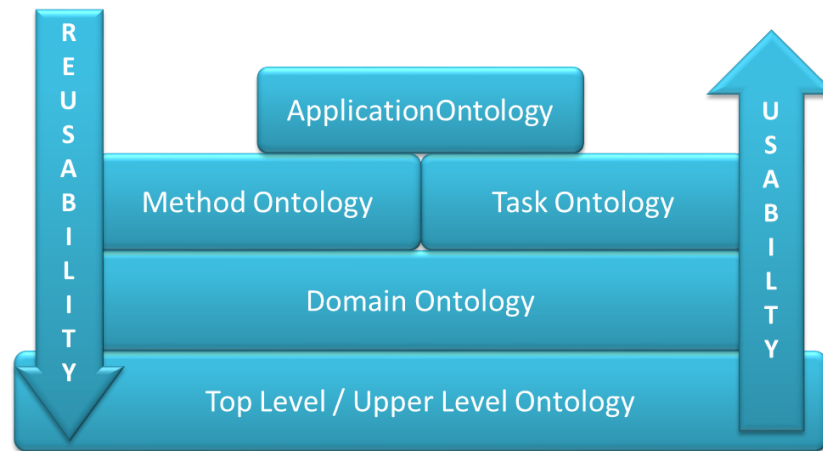 REUSABILITY
ApplicationOntology
Method Ontology
Task Ontology
Domain Ontology
Top Level / Upper Level Ontology
USABILTY